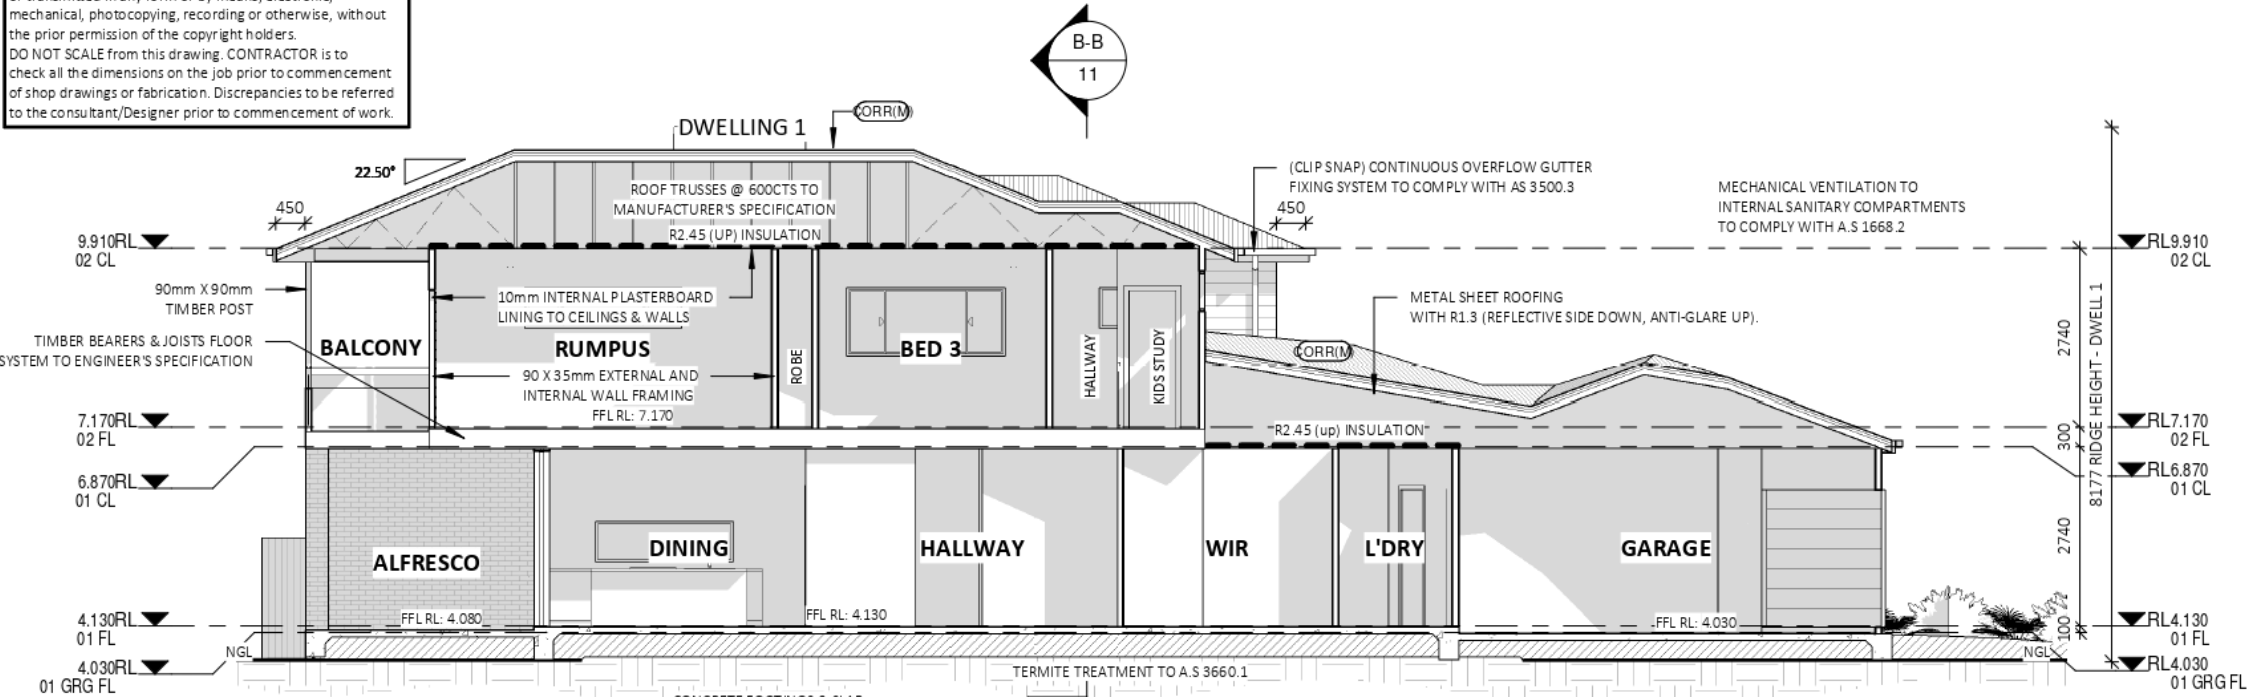 mechanical, photocopying, recording or otherwise, without
the prior permission of the copyright holders.
DO NOT SCALE from this drawing. CONTRACTOR is to
check all the dimensions on the job prior to commencement
of shop drawings or fabrication. Discrepancies to be referred
to the consultant/Designer prior to commencement of work.
B-B
11
CORR(M)
DWELLING 1
22.50°
ROOF TRUSSES @ 600CTS TO
MANUFACTURER'S SPECIFICATION
R2.45 (UP) INSULATION
(CLIP SNAP) CONTINUOUS OVERFLOW GUTTER
FIXING SYSTEM TO COMPLY WITH AS 3500.3
MECHANICAL VENTILATION TO
INTERNAL SANITARY COMPARTMENTS
TO COMPLY WITH A.S 1668.2
450
450
9.910RL
02 CL
RL9.910
02 CL
90mm X 90mm
TIMBER POST
10mm INTERNAL PLASTERBOARD
LINING TO CEILINGS & WALLS
METAL SHEET ROOFING
WITH R1.3 (REFLECTIVE SIDE DOWN, ANTI-GLARE UP).
TIMBER BEARERS & JOISTS FLOOR
SYSTEM TO ENGINEER'S SPECIFICATION
BALCONY
RUMPUS
ROBE
BED 3
HALLWAY
KIDS STUDY
CORR(M)
90 X 35mm EXTERNAL AND
INTERNAL WALL FRAMING
FFL RL: 7.170
2740
8177 RIDGE HEIGHT - DWELL 1
7.170RL
02 FL
R2.45 (up) INSULATION
300
RL7.170
02 FL
6.870RL
01 CL
RL6.870
01 CL
ALFRESCO
DINING
HALLWAY
WIR
L'DRY
GARAGE
2740
FFL RL: 4.080
FFL RL: 4.130
FFL RL: 4.030
4.130RL
01 FL
100
RL4.130
01 FL
NGL
NGL
4.030RL
01 GRG FL
TERMITE TREATMENT TO A.S 3660.1
RL4.030
01 GRG FL